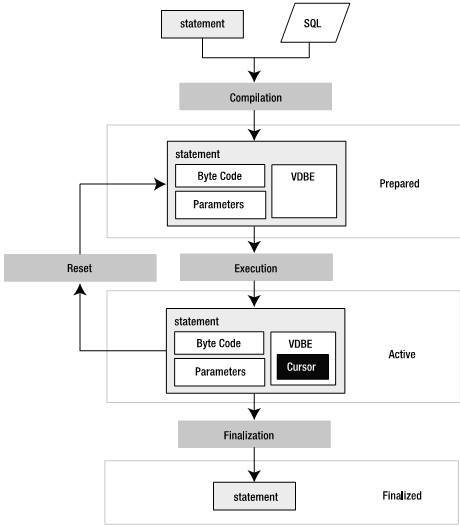 statement
SQL
Compilation
statement
Byte Code
VDBE
Parameters
Prepared
Reset
Execution
statement
Byte Code
VDBE
Parameters
Cursor
Active
Finalization
statement
Finalized